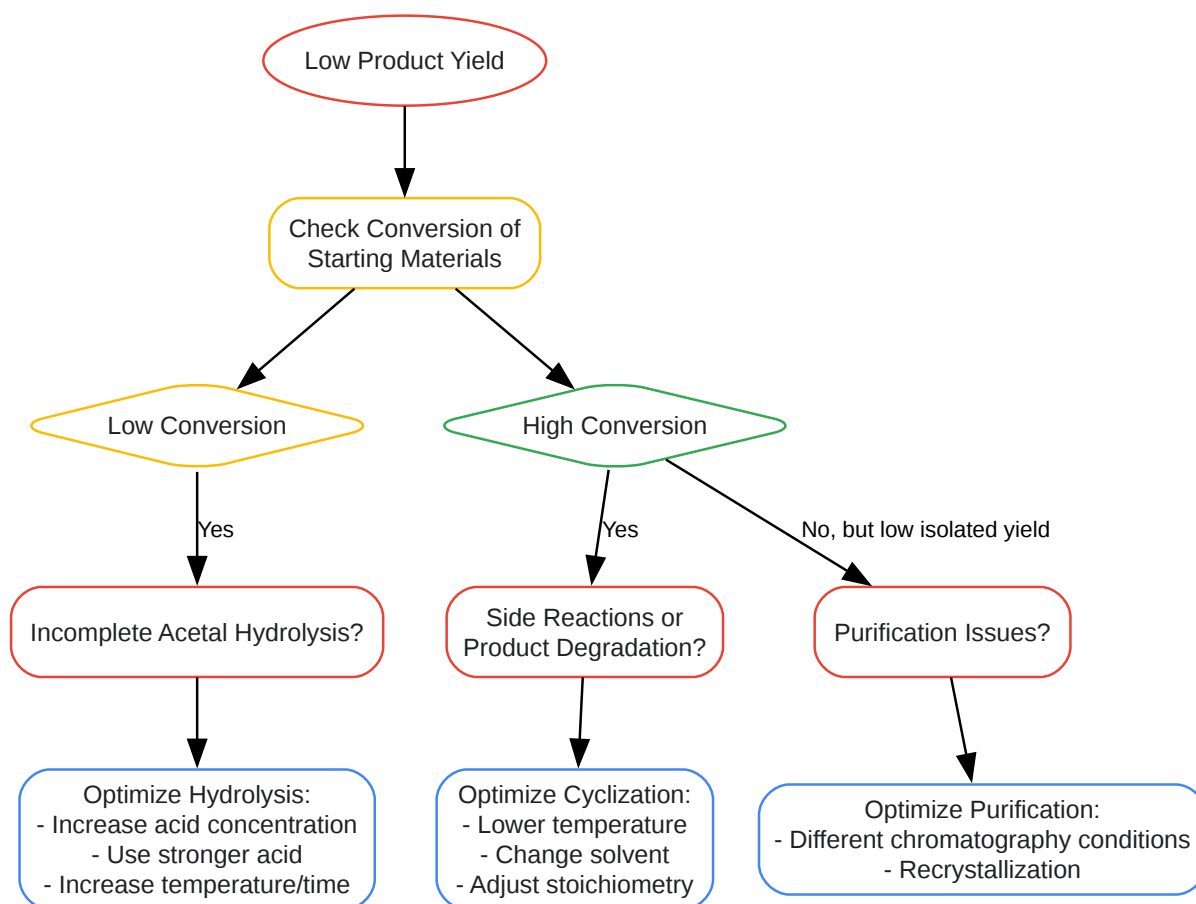 Low Product Yield
Check Conversion of
Starting Materials
Low Conversion
High Conversion
Yes
Yes
No, but low isolated yield
Incomplete Acetal Hydrolysis?
Side Reactions or
Product Degradation?
Purification Issues?
Optimize Hydrolysis:
- Increase acid concentration
- Use stronger acid
- Increase temperature/time
Optimize Cyclization:
- Lower temperature
- Change solvent
- Adjust stoichiometry
Optimize Purification:
- Different chromatography conditions
- Recrystallization